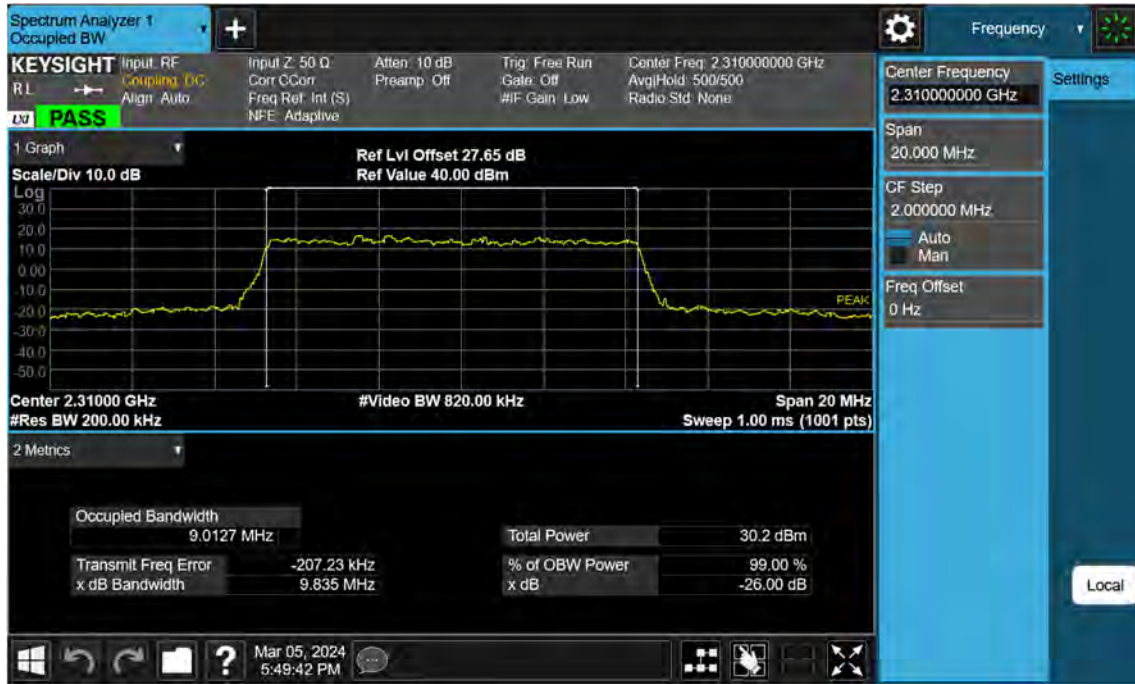 Spectrum Analyzer 1
Occupied BW
+
Frequency
KEYSIGHT
RL
LXI PASS
Input: RF
Coupling: DC
Align: Auto
Input Z: 50 Ω
Corr CCorr
Freq Ref: Int (S)
NFE: Adaptive
Atten: 10 dB
Preamp: Off
Trig: Free Run
Gate: Off
#IF Gain: Low
Center Freq: 2.310000000 GHz
Avg|Hold: 500/500
Radio Std: None
1 Graph
Scale/Div 10.0 dB
Ref Lvl Offset 27.65 dB
Ref Value 40.00 dBm
Log
30.0
20.0
10.0
0.00
-10.0
-20.0
-30.0
-40.0
-50.0
PEAK
Center 2.31000 GHz
#Res BW 200.00 kHz
#Video BW 820.00 kHz
Span 20 MHz
Sweep 1.00 ms (1001 pts)
2 Metrics
Occupied Bandwidth
9.0127 MHz
Transmit Freq Error -207.23 kHz
x dB Bandwidth 9.835 MHz
Total Power 30.2 dBm
% of OBW Power 99.00 %
x dB -26.00 dB
Center Frequency
2.310000000 GHz
Span
20.000 MHz
CF Step
2.000000 MHz
Auto
Man
Freq Offset
0 Hz
Settings
Local
?
Mar 05, 2024
5:49:42 PM